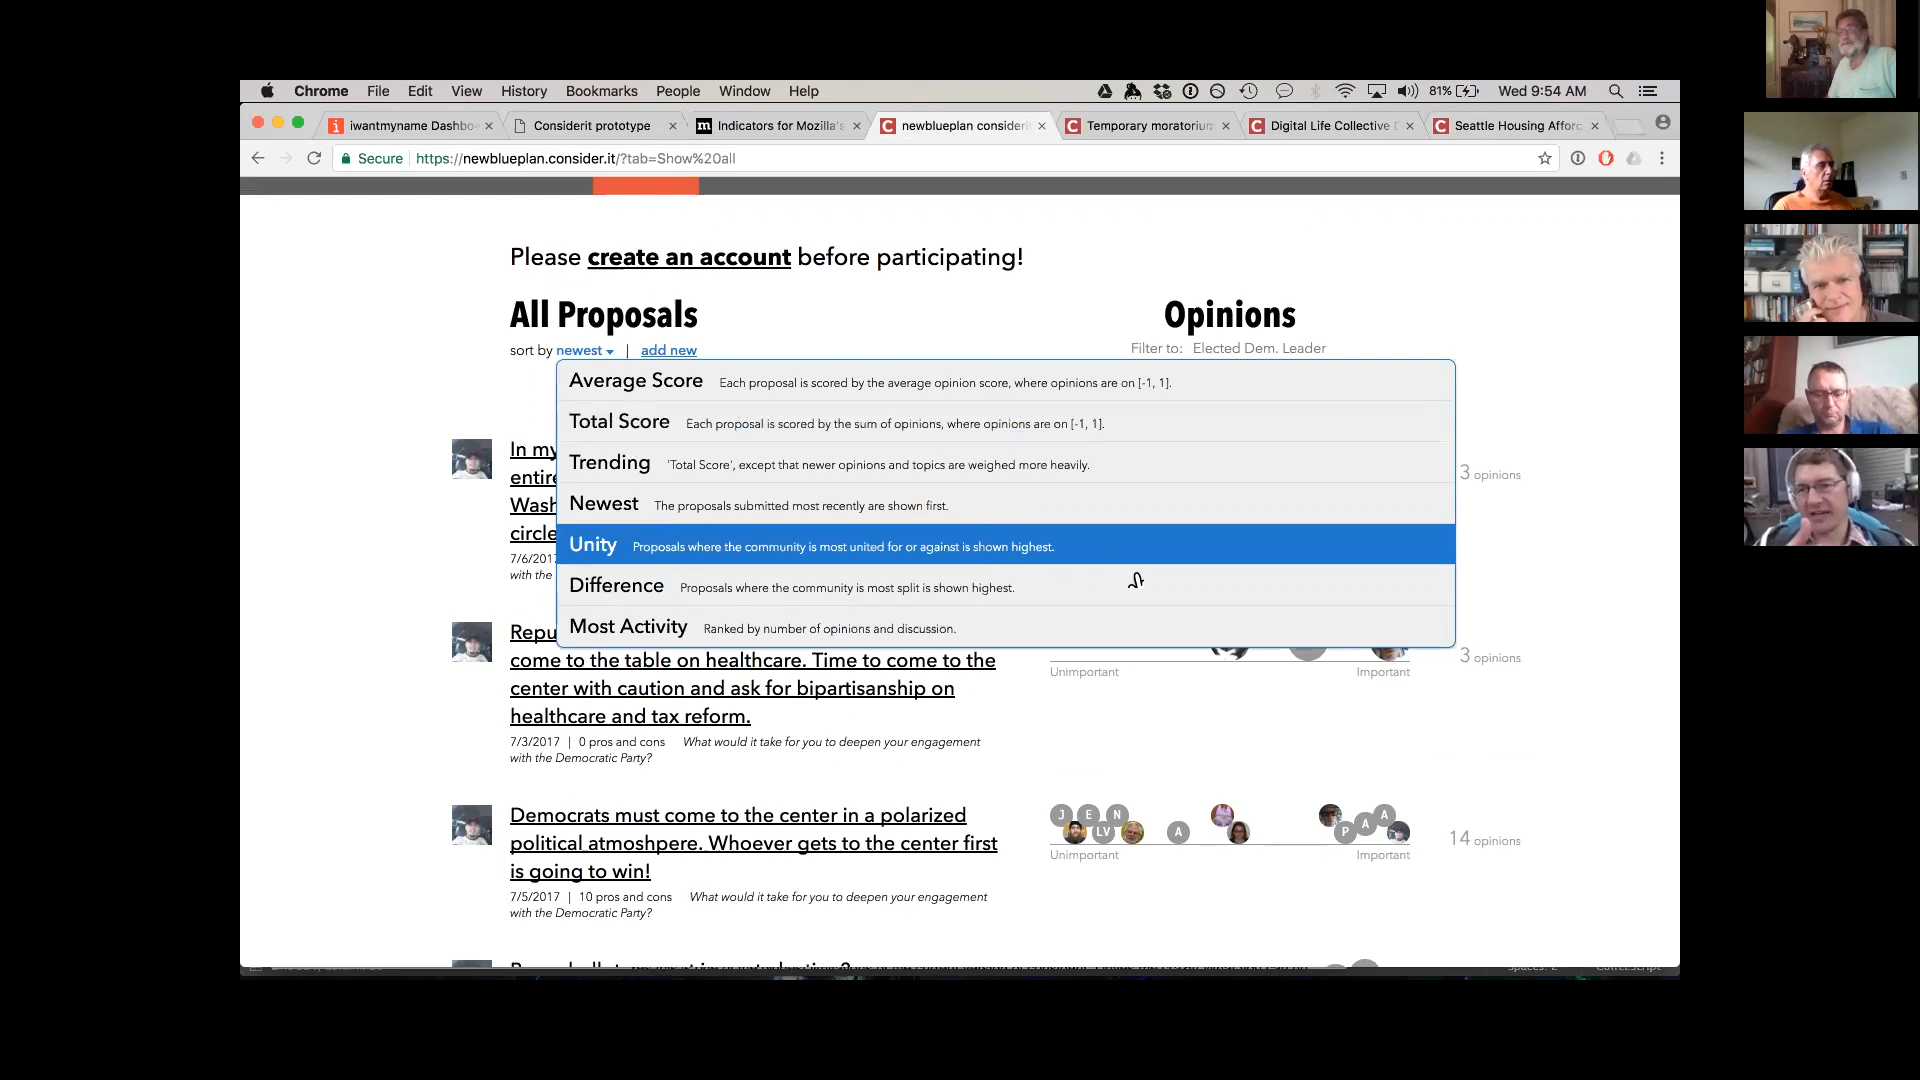 Chrome File Edit View History Bookmarks People Window Help 81% Wed 9:54 AM
iwantmyname Dashbo
Considerit prototype
Indicators for Mozilla's
newblueplan considerit
Temporary moratorium
Digital Life Collective
Seattle Housing Afford
Secure https://newblueplan.consider.it/?tab=Show%20all
Please create an account before participating!
All Proposals
Opinions
sort by newest | add new
Filter to: Elected Dem. Leader
Average Score Each proposal is scored by the average opinion score, where opinions are on [-1, 1].
Total Score Each proposal is scored by the sum of opinions, where opinions are on [-1, 1].
Trending 'Total Score', except that newer opinions and topics are weighed more heavily.
Newest The proposals submitted most recently are shown first.
Unity Proposals where the community is most united for or against is shown highest.
Difference Proposals where the community is most split is shown highest.
Most Activity Ranked by number of opinions and discussion.
In my
entire
Wash
circle
7/6/2017
with the
3 opinions
Repu
come to the table on healthcare. Time to come to the
center with caution and ask for bipartisanship on
healthcare and tax reform.
7/3/2017 | 0 pros and cons What would it take for you to deepen your engagement
with the Democratic Party?
Unimportant Important
3 opinions
Democrats must come to the center in a polarized
political atmoshpere. Whoever gets to the center first
is going to win!
7/5/2017 | 10 pros and cons What would it take for you to deepen your engagement
with the Democratic Party?
J E N
LV A P A A
Unimportant Important
14 opinions